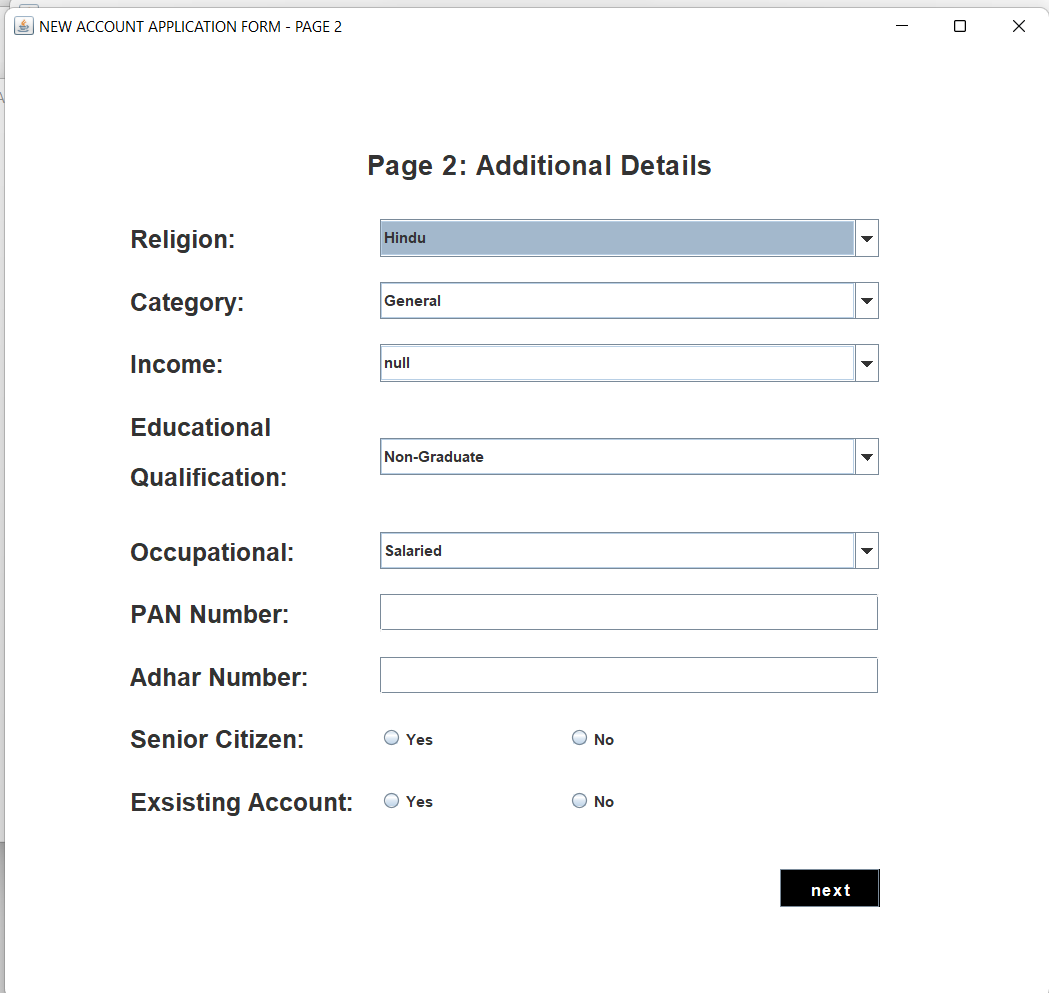 NEW ACCOUNT APPLICATION FORM - PAGE 2
Page 2: Additional Details
Religion: Hindu
Category: General
Income: null
Educational
Qualification: Non-Graduate
Occupational: Salaried
PAN Number:
Adhar Number:
Senior Citizen: Yes No
Exsisting Account: Yes No
next